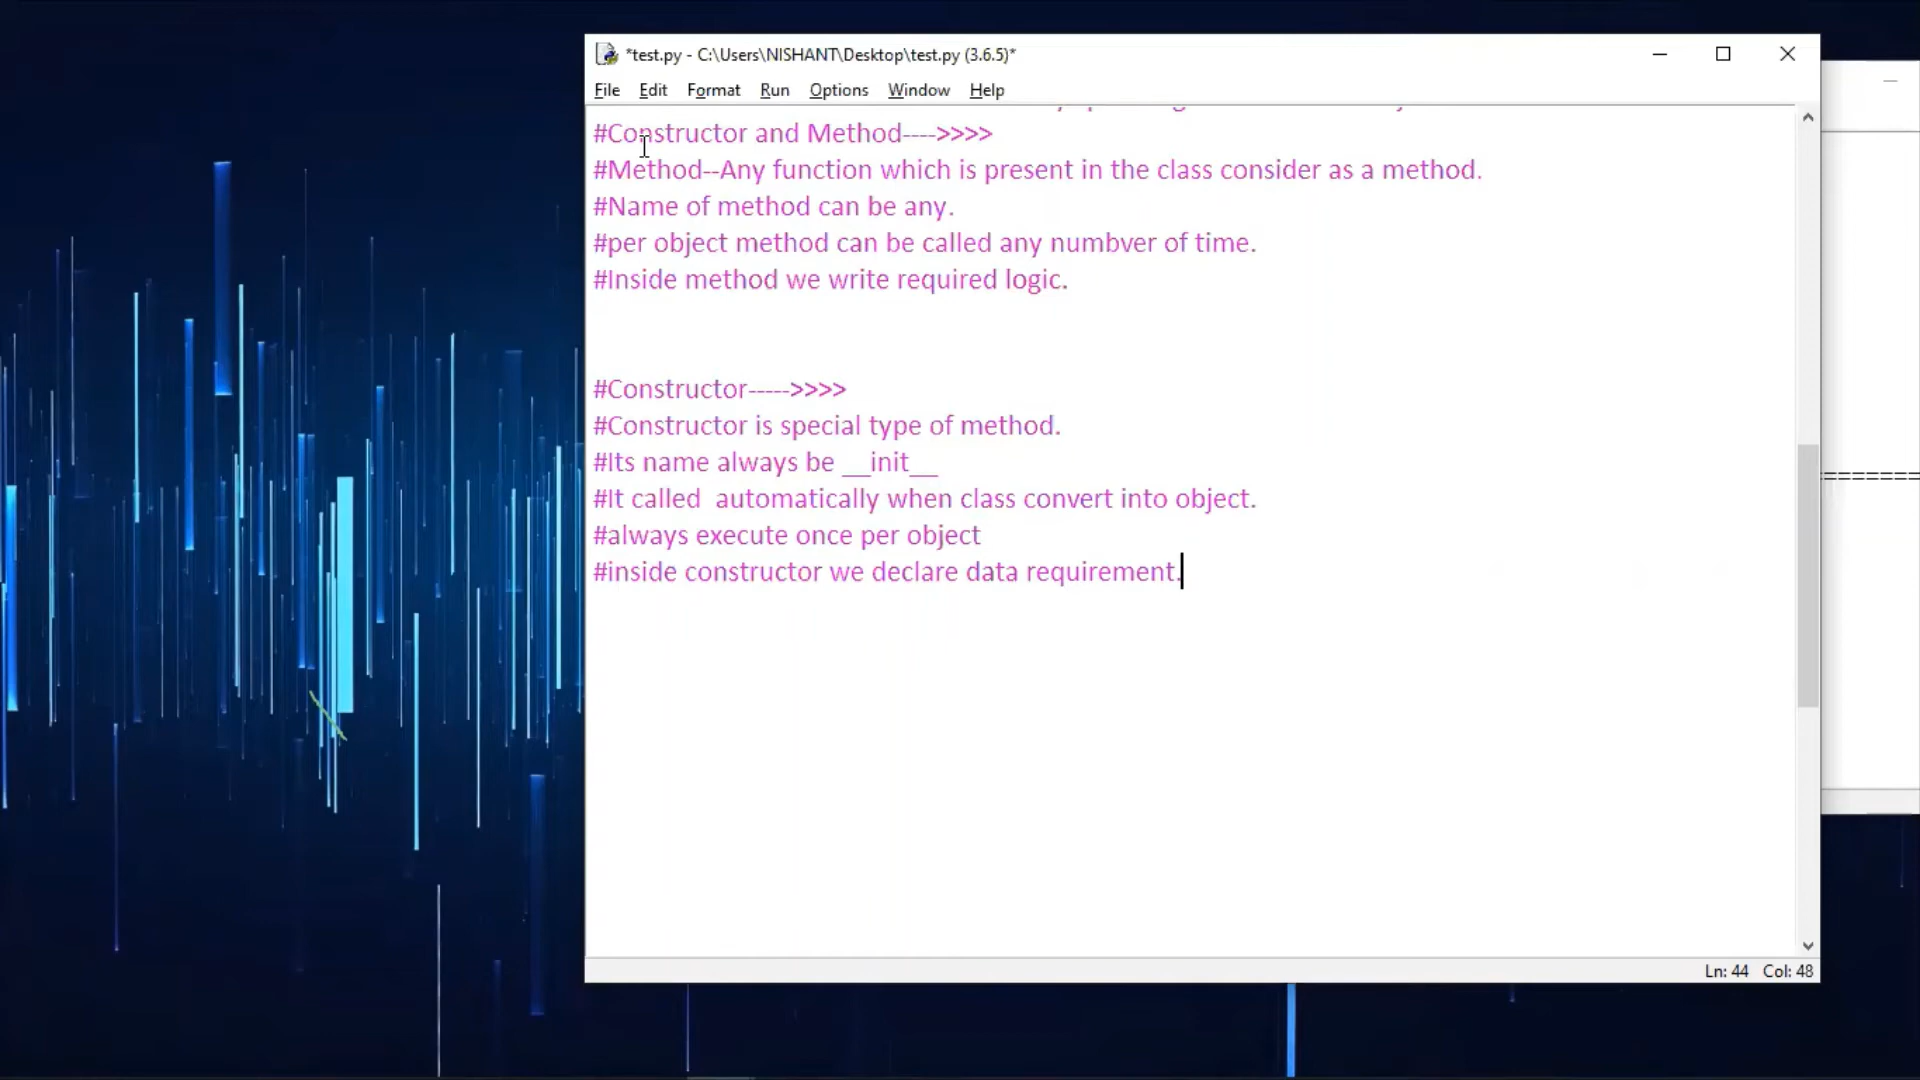 *test.py - C:\Users\NISHANT\Desktop\test.py (3.6.5)*
File Edit Format Run Options Window Help
#Constructor and Method---->>>>
#Method--Any function which is present in the class consider as a method.
#Name of method can be any.
#per object method can be called any numbver of time.
#Inside method we write required logic.
#Constructor----->>>>
#Constructor is special type of method.
#Its name always be __init__
#It called  automatically when class convert into object.
#always execute once per object
#inside constructor we declare data requirement.
Ln: 44 Col: 48